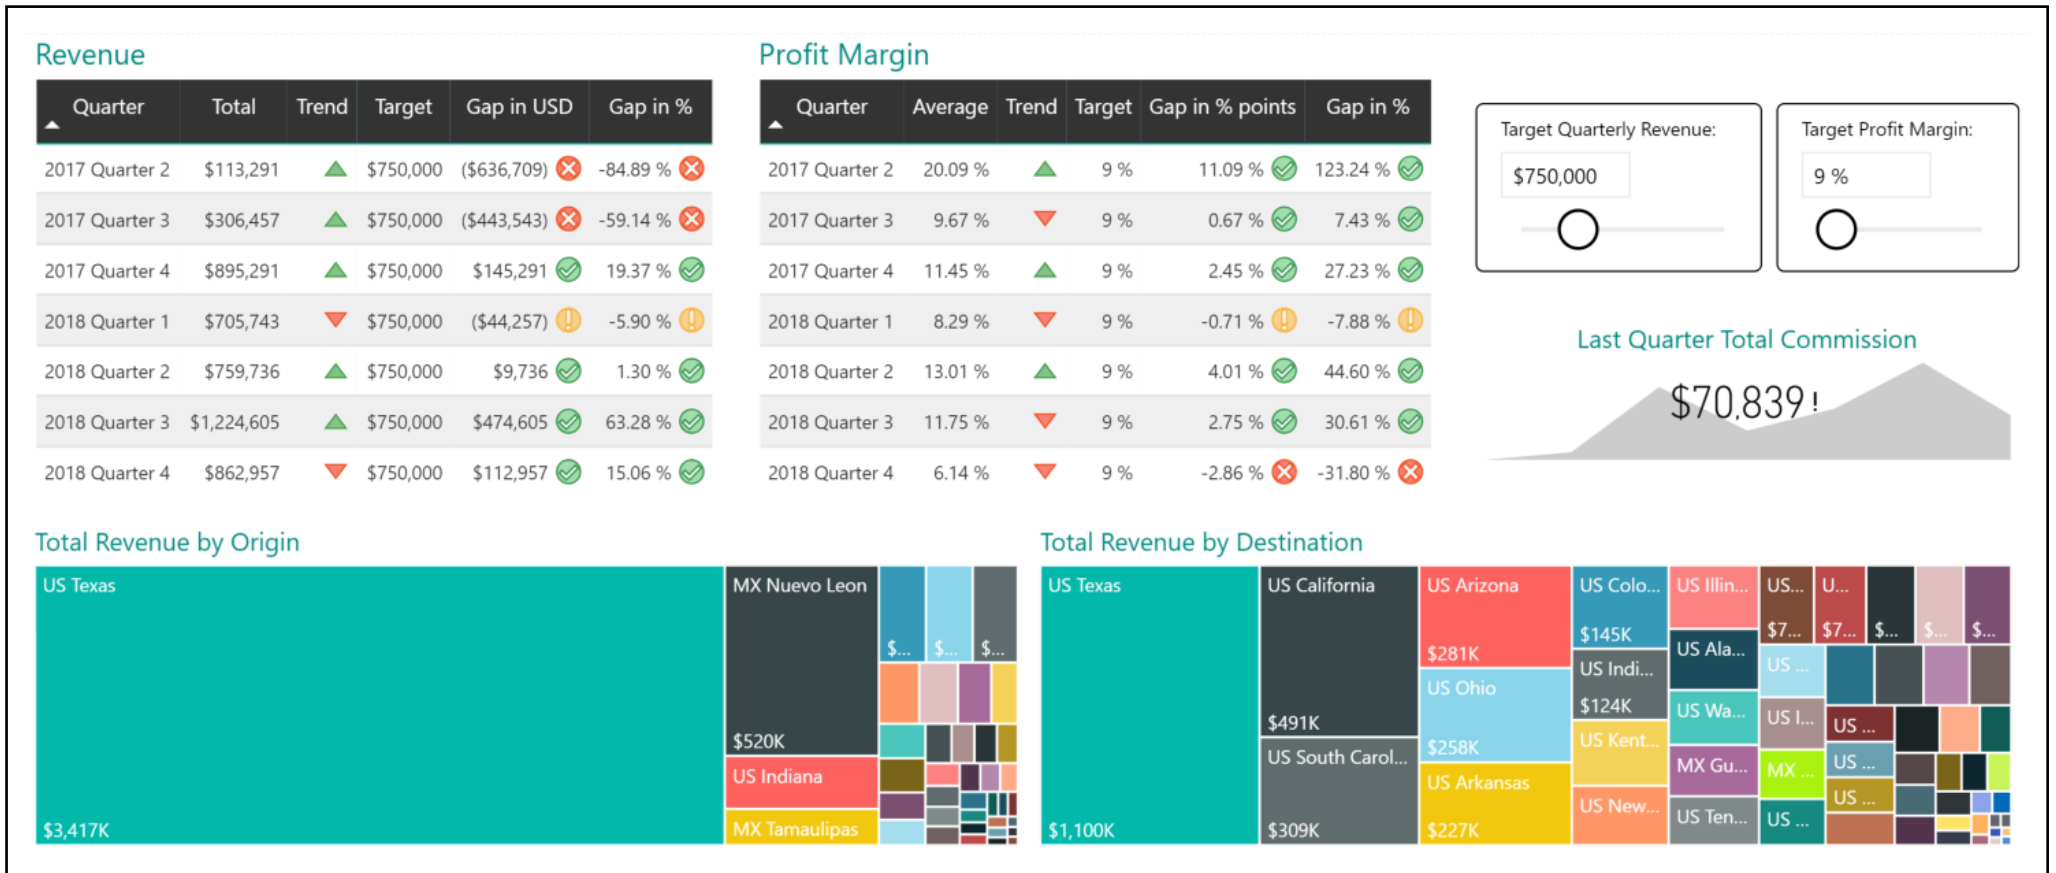 Revenue
Quarter Total Trend Target Gap in USD Gap in %
2017 Quarter 2 $113,291 $750,000 ($636,709) -84.89 %
2017 Quarter 3 $306,457 $750,000 ($443,543) -59.14 %
2017 Quarter 4 $895,291 $750,000 $145,291 19.37 %
2018 Quarter 1 $705,743 $750,000 ($44,257) -5.90 %
2018 Quarter 2 $759,736 $750,000 $9,736 1.30 %
2018 Quarter 3 $1,224,605 $750,000 $474,605 63.28 %
2018 Quarter 4 $862,957 $750,000 $112,957 15.06 %
Profit Margin
Quarter Average Trend Target Gap in % points Gap in %
2017 Quarter 2 20.09 % 9 % 11.09 % 123.24 %
2017 Quarter 3 9.67 % 9 % 0.67 % 7.43 %
2017 Quarter 4 11.45 % 9 % 2.45 % 27.23 %
2018 Quarter 1 8.29 % 9 % -0.71 % -7.88 %
2018 Quarter 2 13.01 % 9 % 4.01 % 44.60 %
2018 Quarter 3 11.75 % 9 % 2.75 % 30.61 %
2018 Quarter 4 6.14 % 9 % -2.86 % -31.80 %
Target Quarterly Revenue:
$750,000
Target Profit Margin:
9 %
Last Quarter Total Commission
$70,839!
Total Revenue by Origin
US Texas
$3,417K
MX Nuevo Leon
$520K
US Indiana
MX Tamaulipas
$...
$...
$...
Total Revenue by Destination
US Texas
$1,100K
US California
$491K
US South Carol...
$309K
US Arizona
$281K
US Ohio
$258K
US Arkansas
$227K
US Colo...
$145K
US Indi...
$124K
US Kent...
US New...
US Illin...
US Ala...
US Wa...
MX Gu...
US Ten...
US...
$7...
U...
$7...
$...
$...
$...
US ...
US I...
MX ...
US ...
US ...
US ...
US ...